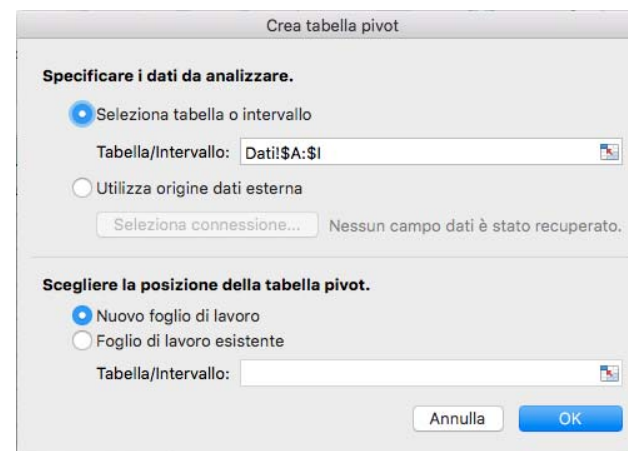 Crea tabella pivot
Specificare i dati da analizzare.
Seleziona tabella o intervallo
Tabella/Intervallo: Dati!$A:$I
Utilizza origine dati esterna
Seleziona connessione... Nessun campo dati è stato recuperato.
Scegliere la posizione della tabella pivot.
Nuovo foglio di lavoro
Foglio di lavoro esistente
Tabella/Intervallo:
Annulla OK